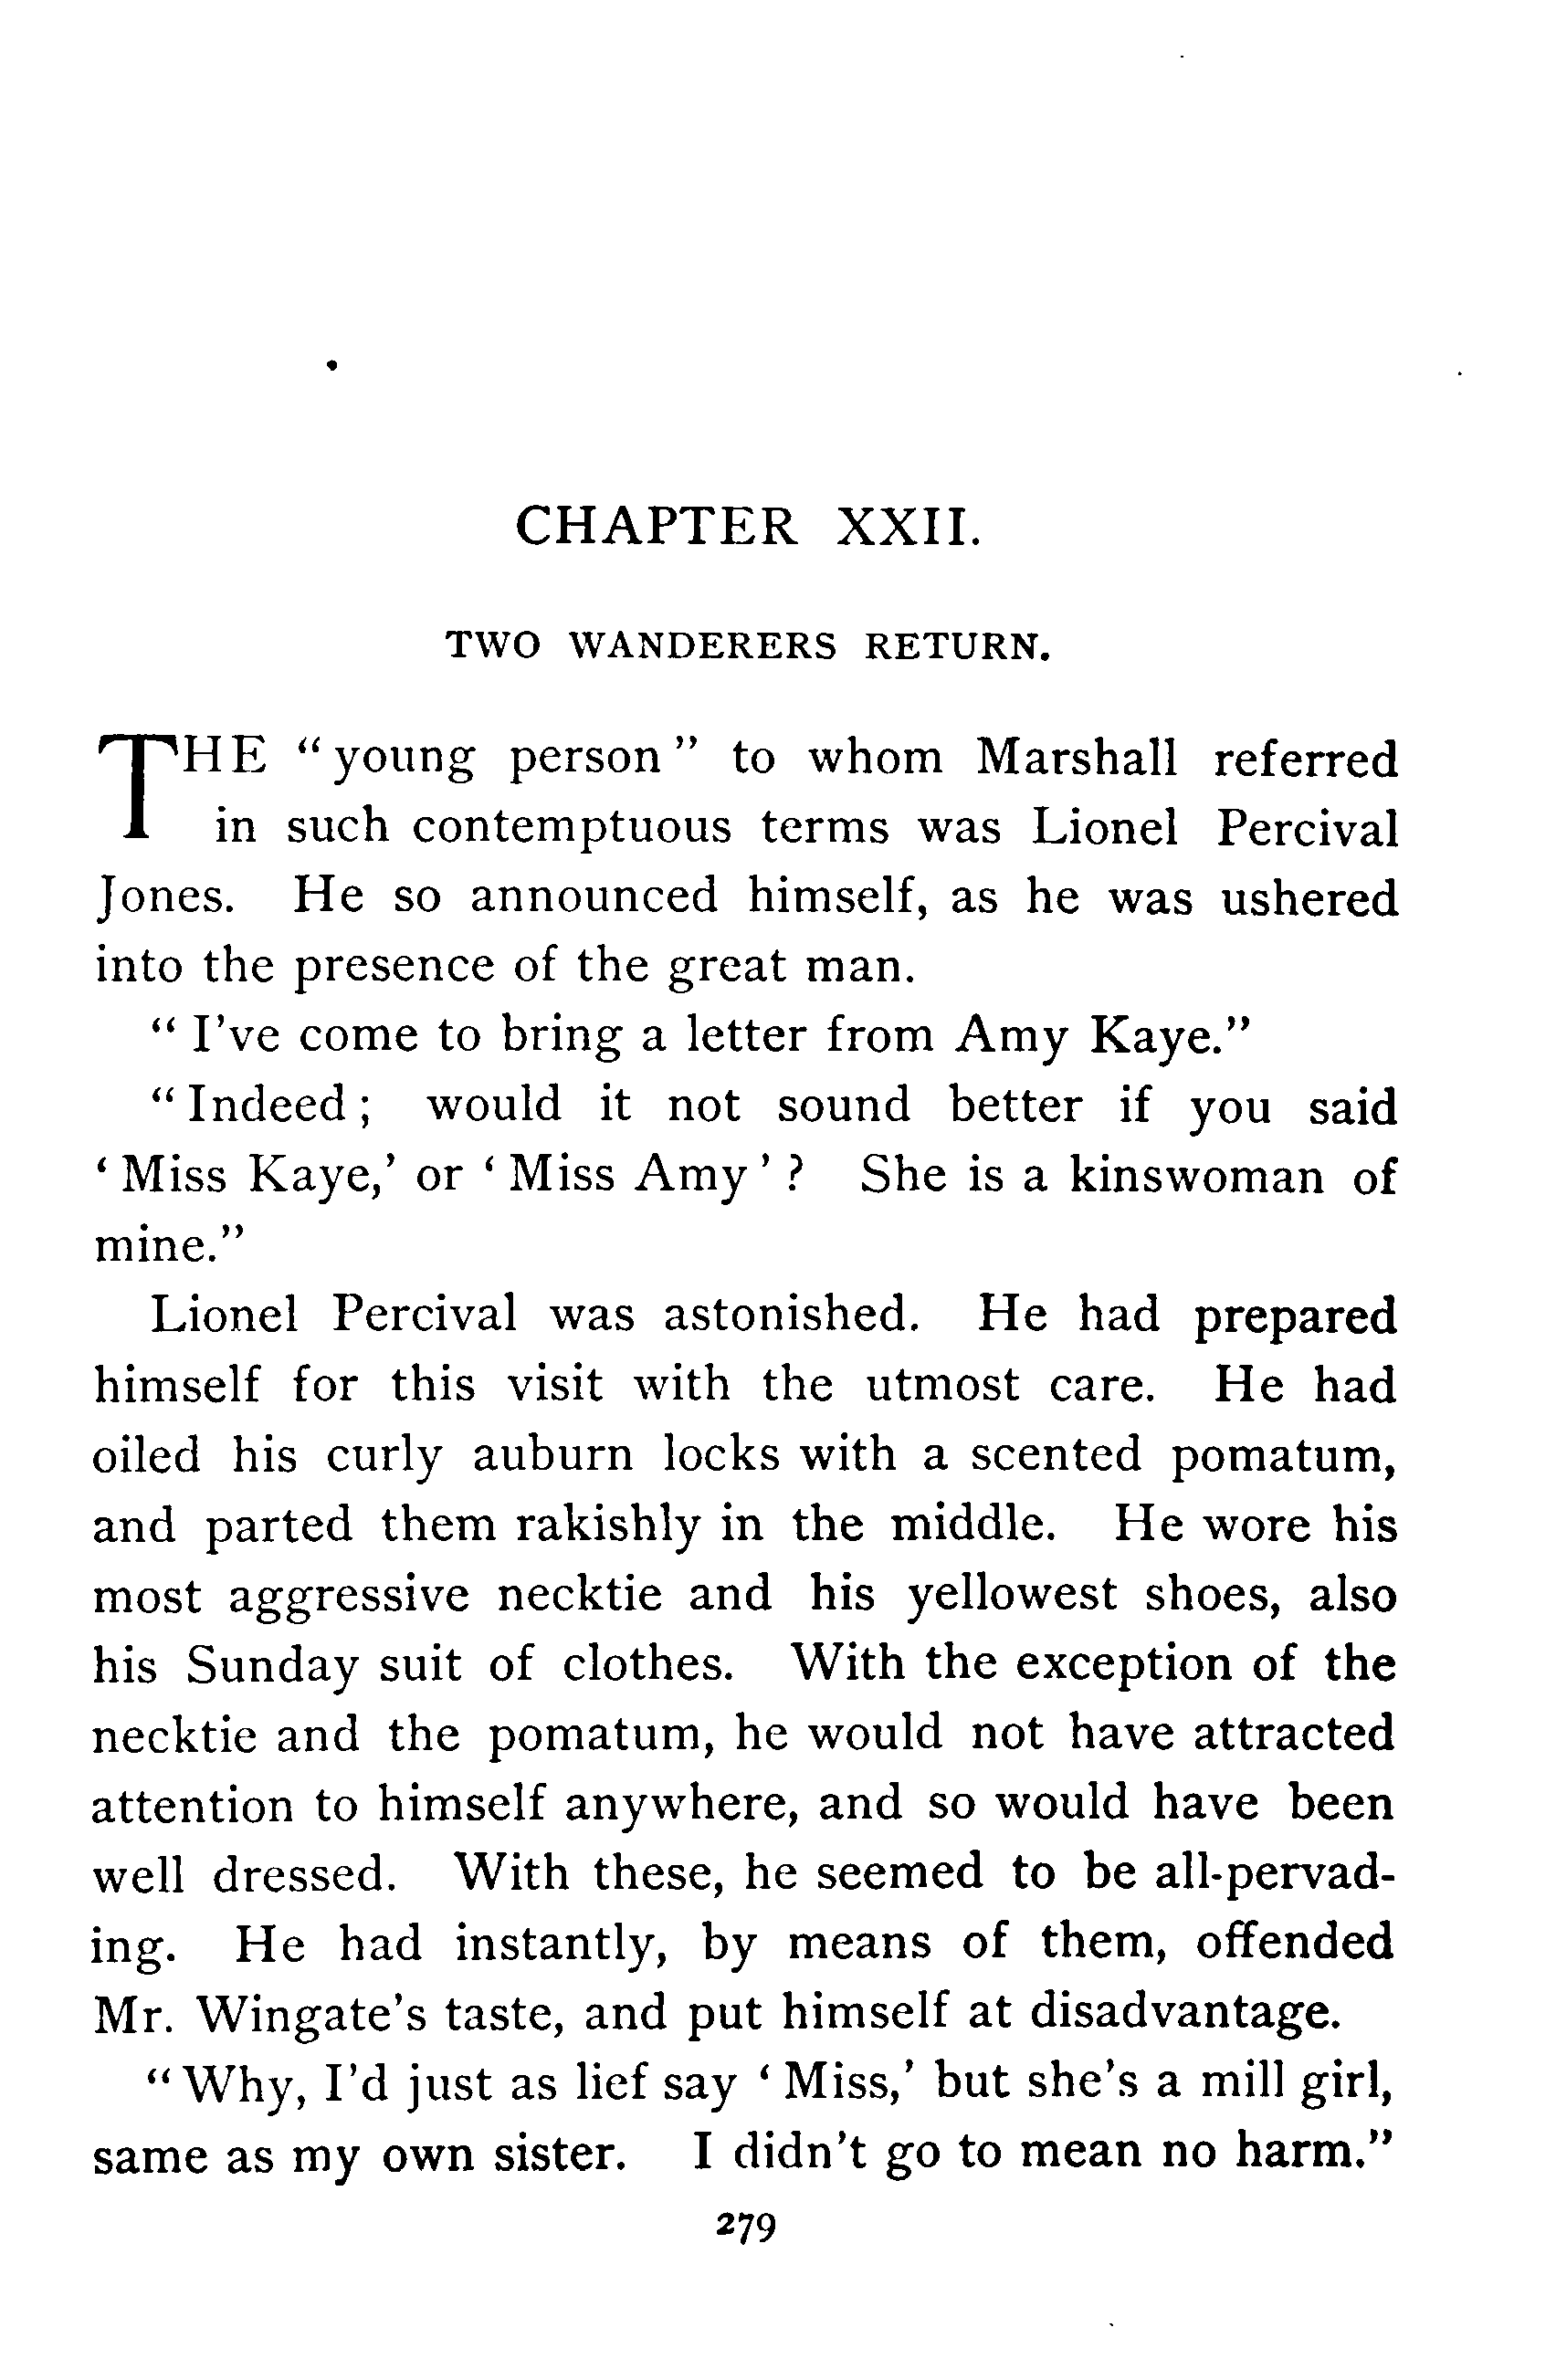 CHAPTER XXII.
TWO WANDERERS RETURN.
THE “young person” to whom Marshall referred
in such contemptuous terms was Lionel Percival
Jones. He so announced himself, as he was ushered
into the presence of the great man.
“I’ve come to bring a letter from Amy Kaye.”
“Indeed; would it not sound better if you said
‘Miss Kaye,’ or ‘Miss Amy’? She is a kinswoman of
mine.”
Lionel Percival was astonished. He had prepared
himself for this visit with the utmost care. He had
oiled his curly auburn locks with a scented pomatum,
and parted them rakishly in the middle. He wore his
most aggressive necktie and his yellowest shoes, also
his Sunday suit of clothes. With the exception of the
necktie and the pomatum, he would not have attracted
attention to himself anywhere, and so would have been
well dressed. With these, he seemed to be all-pervad-
ing. He had instantly, by means of them, offended
Mr. Wingate’s taste, and put himself at disadvantage.
“Why, I’d just as lief say ‘Miss,’ but she’s a mill girl,
same as my own sister. I didn’t go to mean no harm.”
279